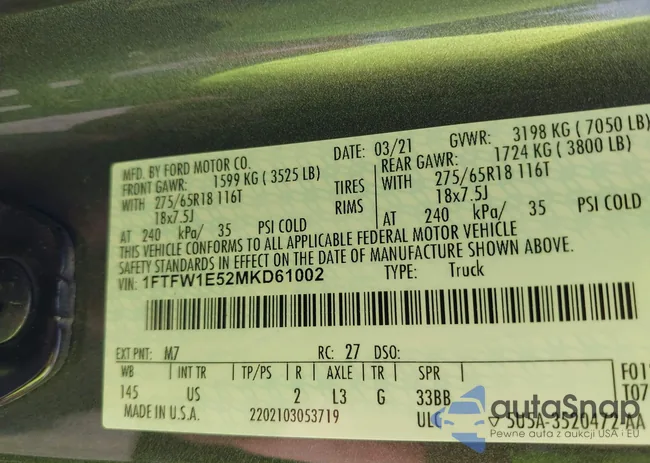 MFD. BY FORD MOTOR CO. DATE: 03/21 GVWR: 3198 KG ( 7050 LB)
FRONT GAWR: 1599 KG ( 3525 LB) REAR GAWR: 1724 KG ( 3800 LB)
WITH 275/65R18 116T TIRES WITH 275/65R18 116T
18x7.5J RIMS 18x7.5J
AT 240 kPa/ 35 PSI COLD AT 240 kPa/ 35 PSI COLD
THIS VEHICLE CONFORMS TO ALL APPLICABLE FEDERAL MOTOR VEHICLE
SAFETY STANDARDS IN EFFECT ON THE DATE OF MANUFACTURE SHOWN ABOVE.
VIN: 1FTFW1E52MKD61002 TYPE: Truck
EXT PNT: M7 RC: 27 DSO:
WB INT TR TP/PS R AXLE TR SPR
145 US 2 L3 G 33BB
MADE IN U.S.A. 2202103053719 ULC 5U5A-3520472-AA
autoSnap
Pewne auta z aukcji USA i EU